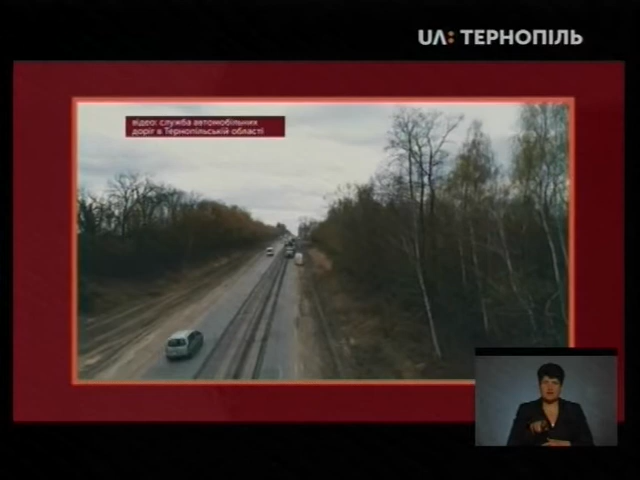 UA: ТЕРНОПІЛЬ
відео: служба автомобільних
доріг в Тернопільській області